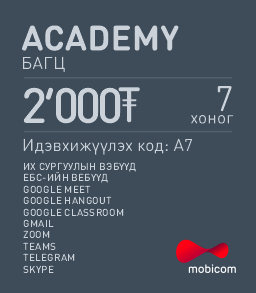 ACADEMY
БАГЦ
2’000₮
7
ХОНОГ
Идэвхижүүлэх код: A7
ИХ СУРГУУЛЫН ВЭБҮҮД
ЕБС-ИЙН ВЕБҮҮД
GOOGLE MEET
GOOGLE HANGOUT
GOOGLE CLASSROOM
GMAIL
ZOOM
TEAMS
TELEGRAM
SKYPE
mobicom